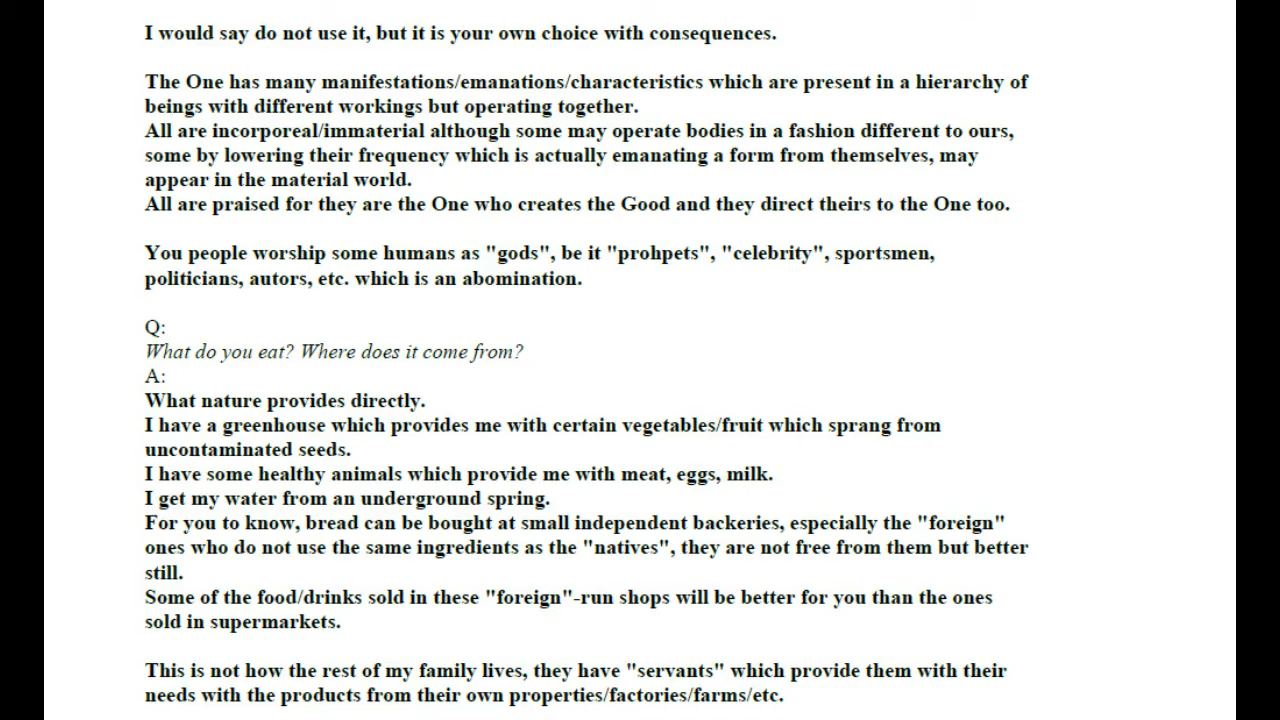 I would say do not use it, but it is your own choice with consequences.
The One has many manifestations/emanations/characteristics which are present in a hierarchy of
beings with different workings but operating together.
All are incorporeal/immaterial although some may operate bodies in a fashion different to ours,
some by lowering their frequency which is actually emanating a form from themselves, may
appear in the material world.
All are praised for they are the One who creates the Good and they direct theirs to the One too.
You people worship some humans as "gods", be it "prohpets", "celebrity", sportsmen,
politicians, autors, etc. which is an abomination.
Q:
What do you eat? Where does it come from?
A:
What nature provides directly.
I have a greenhouse which provides me with certain vegetables/fruit which sprang from
uncontaminated seeds.
I have some healthy animals which provide me with meat, eggs, milk.
I get my water from an underground spring.
For you to know, bread can be bought at small independent backeries, especially the "foreign"
ones who do not use the same ingredients as the "natives", they are not free from them but better
still.
Some of the food/drinks sold in these "foreign"-run shops will be better for you than the ones
sold in supermarkets.
This is not how the rest of my family lives, they have "servants" which provide them with their
needs with the products from their own properties/factories/farms/etc.